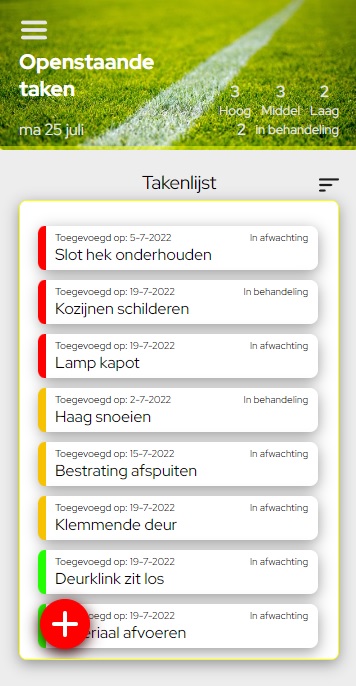 Openstaande
taken
ma 25 juli
3 3 2
Hoog Middel Laag
2 in behandeling
Takenlijst
Toegevoegd op: 5-7-2022 In afwachting
Slot hek onderhouden
Toegevoegd op: 19-7-2022 In behandeling
Kozijnen schilderen
Toegevoegd op: 19-7-2022 In afwachting
Lamp kapot
Toegevoegd op: 2-7-2022 In behandeling
Haag snoeien
Toegevoegd op: 15-7-2022 In afwachting
Bestrating afspuiten
Toegevoegd op: 19-7-2022 In afwachting
Klemmende deur
Toegevoegd op: 19-7-2022 In afwachting
Deurklink zit los
op: 19-7-2022 In afwachting
afvoeren